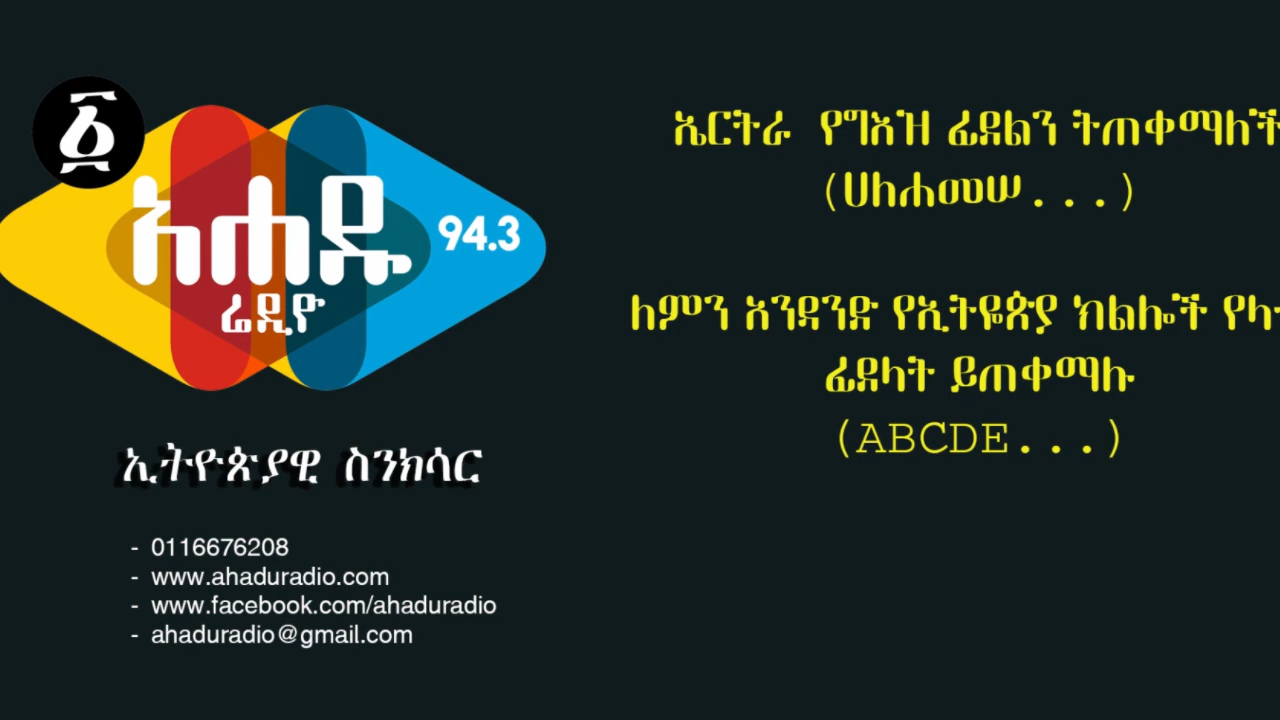 ፩
አሐዱ
94.3
ሬዲዮ
ኢትዮጵያዊ ስንክሳር
- 0116676208
- www.ahaduradio.com
- www.facebook.com/ahaduradio
- ahaduradio@gmail.com
ኤርትራ የግእዝ ፊደልን ትጠቀማለች
(ሀለሐመሠ...)
ለምን አንዳንድ የኢትዬጵያ ክልሎች
ፊደላት ይጠቀማሉ
(ABCDE...)